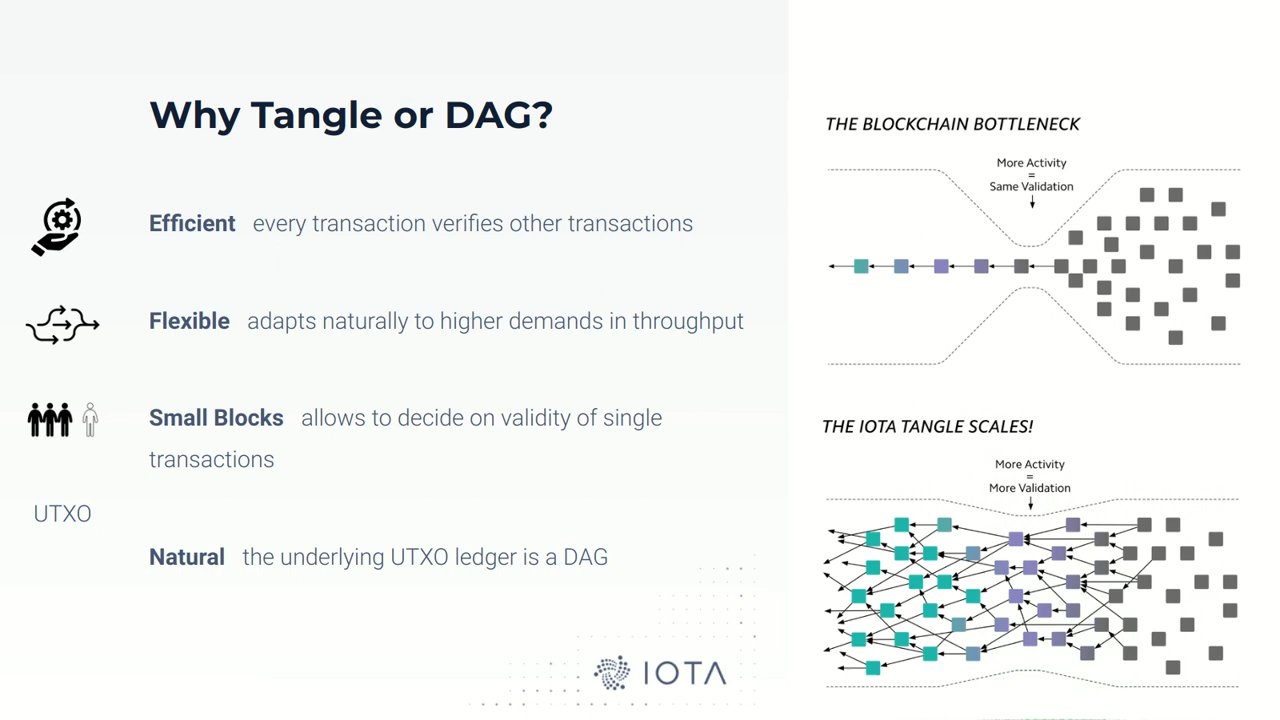 Why Tangle or DAG?
Efficient every transaction verifies other transactions
Flexible adapts naturally to higher demands in throughput
Small Blocks allows to decide on validity of single
transactions
UTXO
Natural the underlying UTXO ledger is a DAG
IOTA
THE BLOCKCHAIN BOTTLENECK
More Activity
=
Same Validation
THE IOTA TANGLE SCALES!
More Activity
=
More Validation